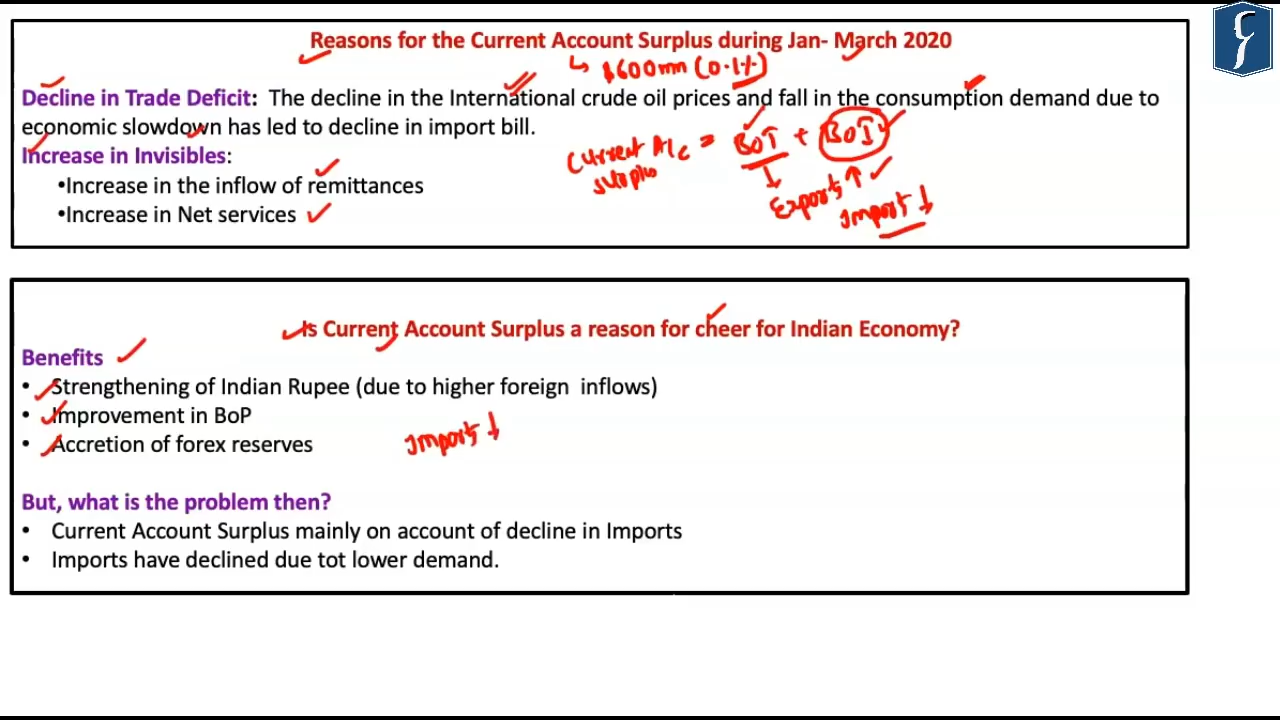 Reasons for the Current Account Surplus during Jan- March 2020
↳ $600mn (0.1%)
Decline in Trade Deficit: The decline in the International crude oil prices and fall in the consumption demand due to
economic slowdown has led to decline in import bill.
Current A/c surplus = BOT + BOI
↓ Exports ↑
Import ↓
Increase in Invisibles:
•Increase in the inflow of remittances
•Increase in Net services
Is Current Account Surplus a reason for cheer for Indian Economy?
Benefits
• Strengthening of Indian Rupee (due to higher foreign inflows)
• Improvement in BoP
• Accretion of forex reserves
Imports ↓
But, what is the problem then?
• Current Account Surplus mainly on account of decline in Imports
• Imports have declined due tot lower demand.